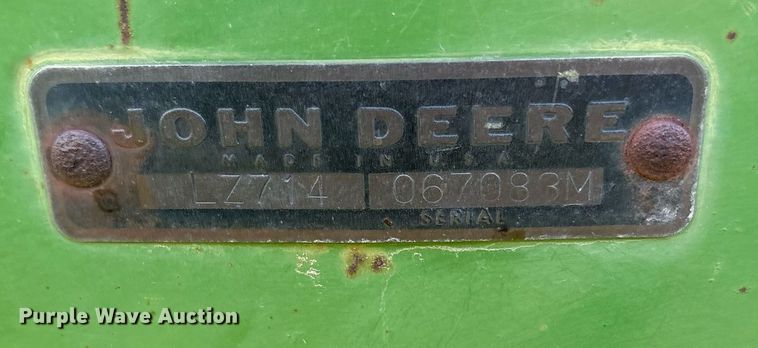 JOHN DEERE
MADE IN U.S.A.
LZ714 067083M
SERIAL
Purple Wave Auction